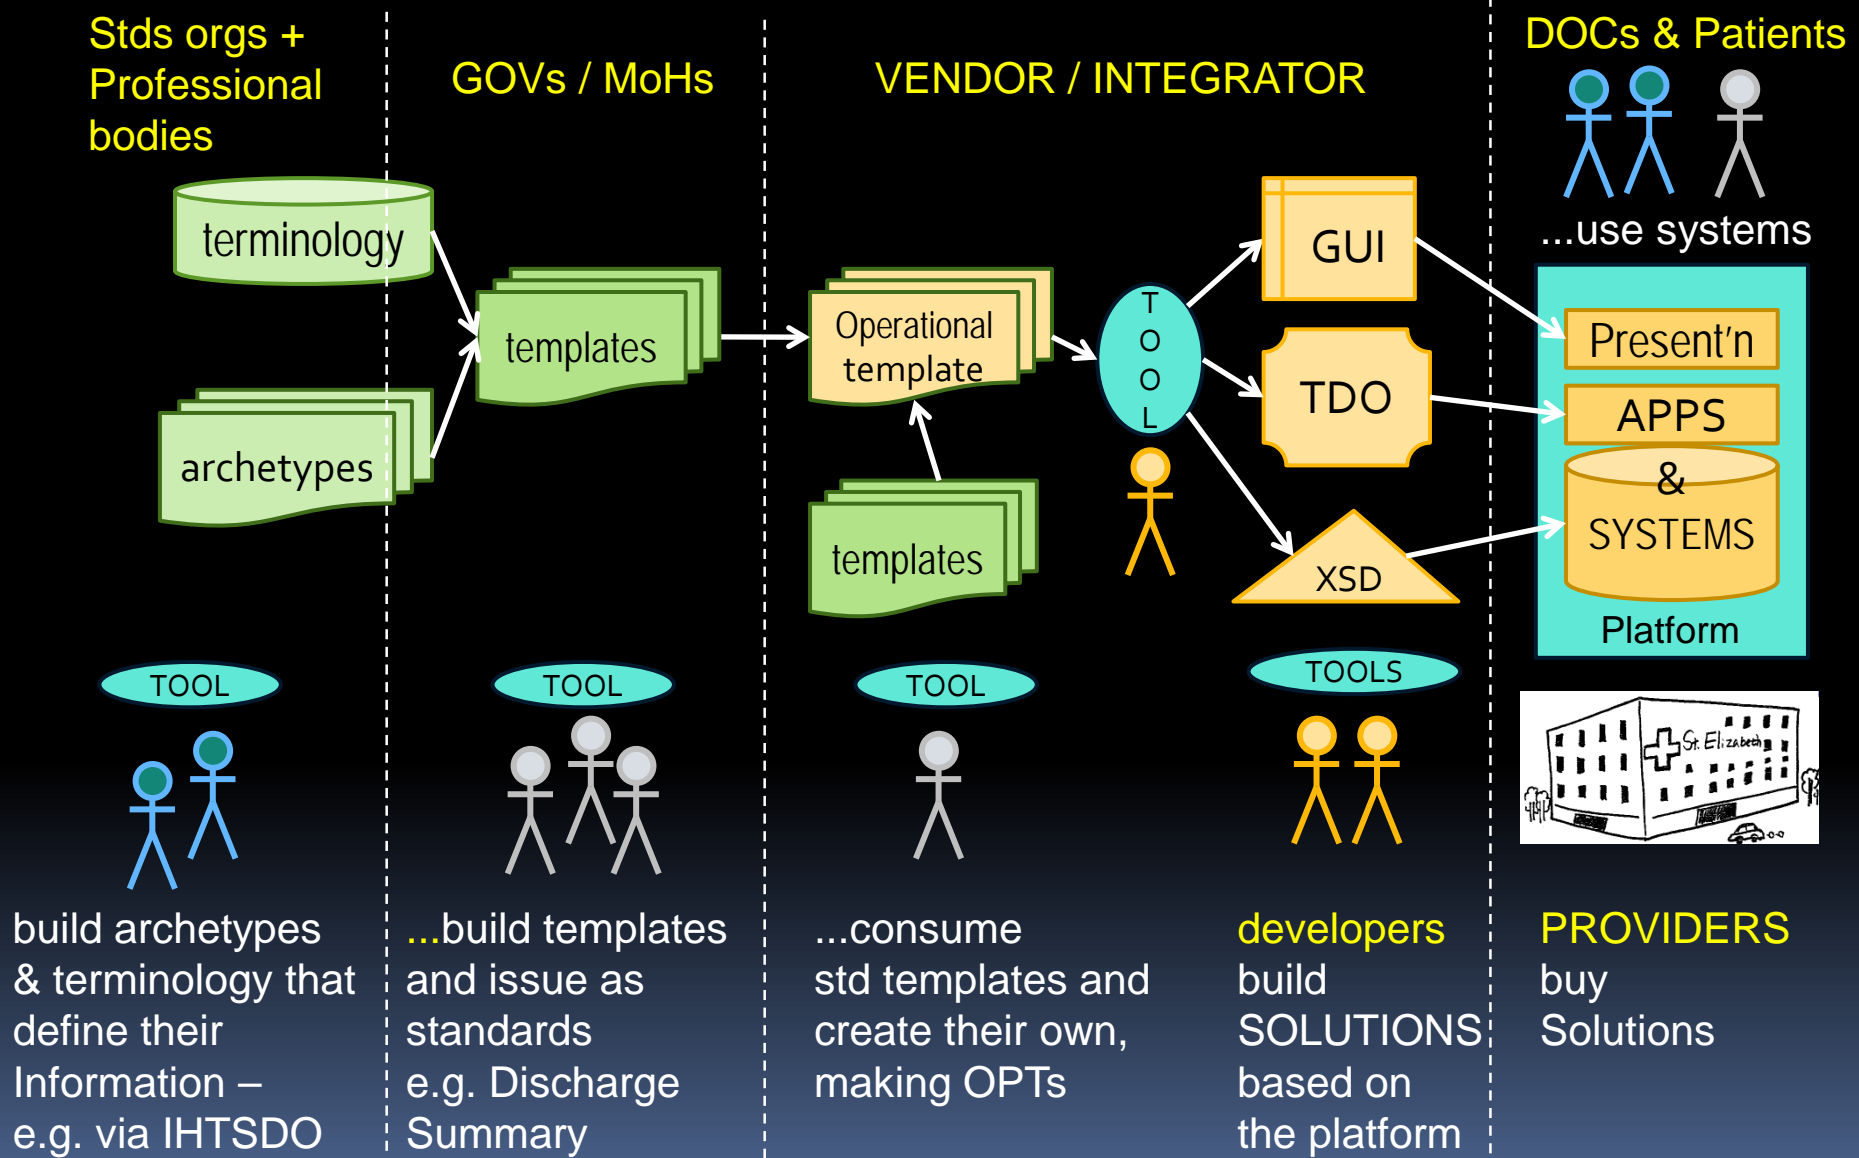 Stds orgs +
Professional
bodies
GOVs / MoHs
VENDOR / INTEGRATOR
DOCs & Patients
...use systems
terminology
archetypes
templates
Operational
template
templates
T
O
O
L
GUI
TDO
XSD
Present'n
APPS
&
SYSTEMS
Platform
TOOL
TOOL
TOOL
TOOLS
St. Elizabeth
build archetypes
& terminology that
define their
Information –
e.g. via IHTSDO
...build templates
and issue as
standards
e.g. Discharge
Summary
...consume
std templates and
create their own,
making OPTs
developers
build
SOLUTIONS
based on
the platform
PROVIDERS
buy
Solutions